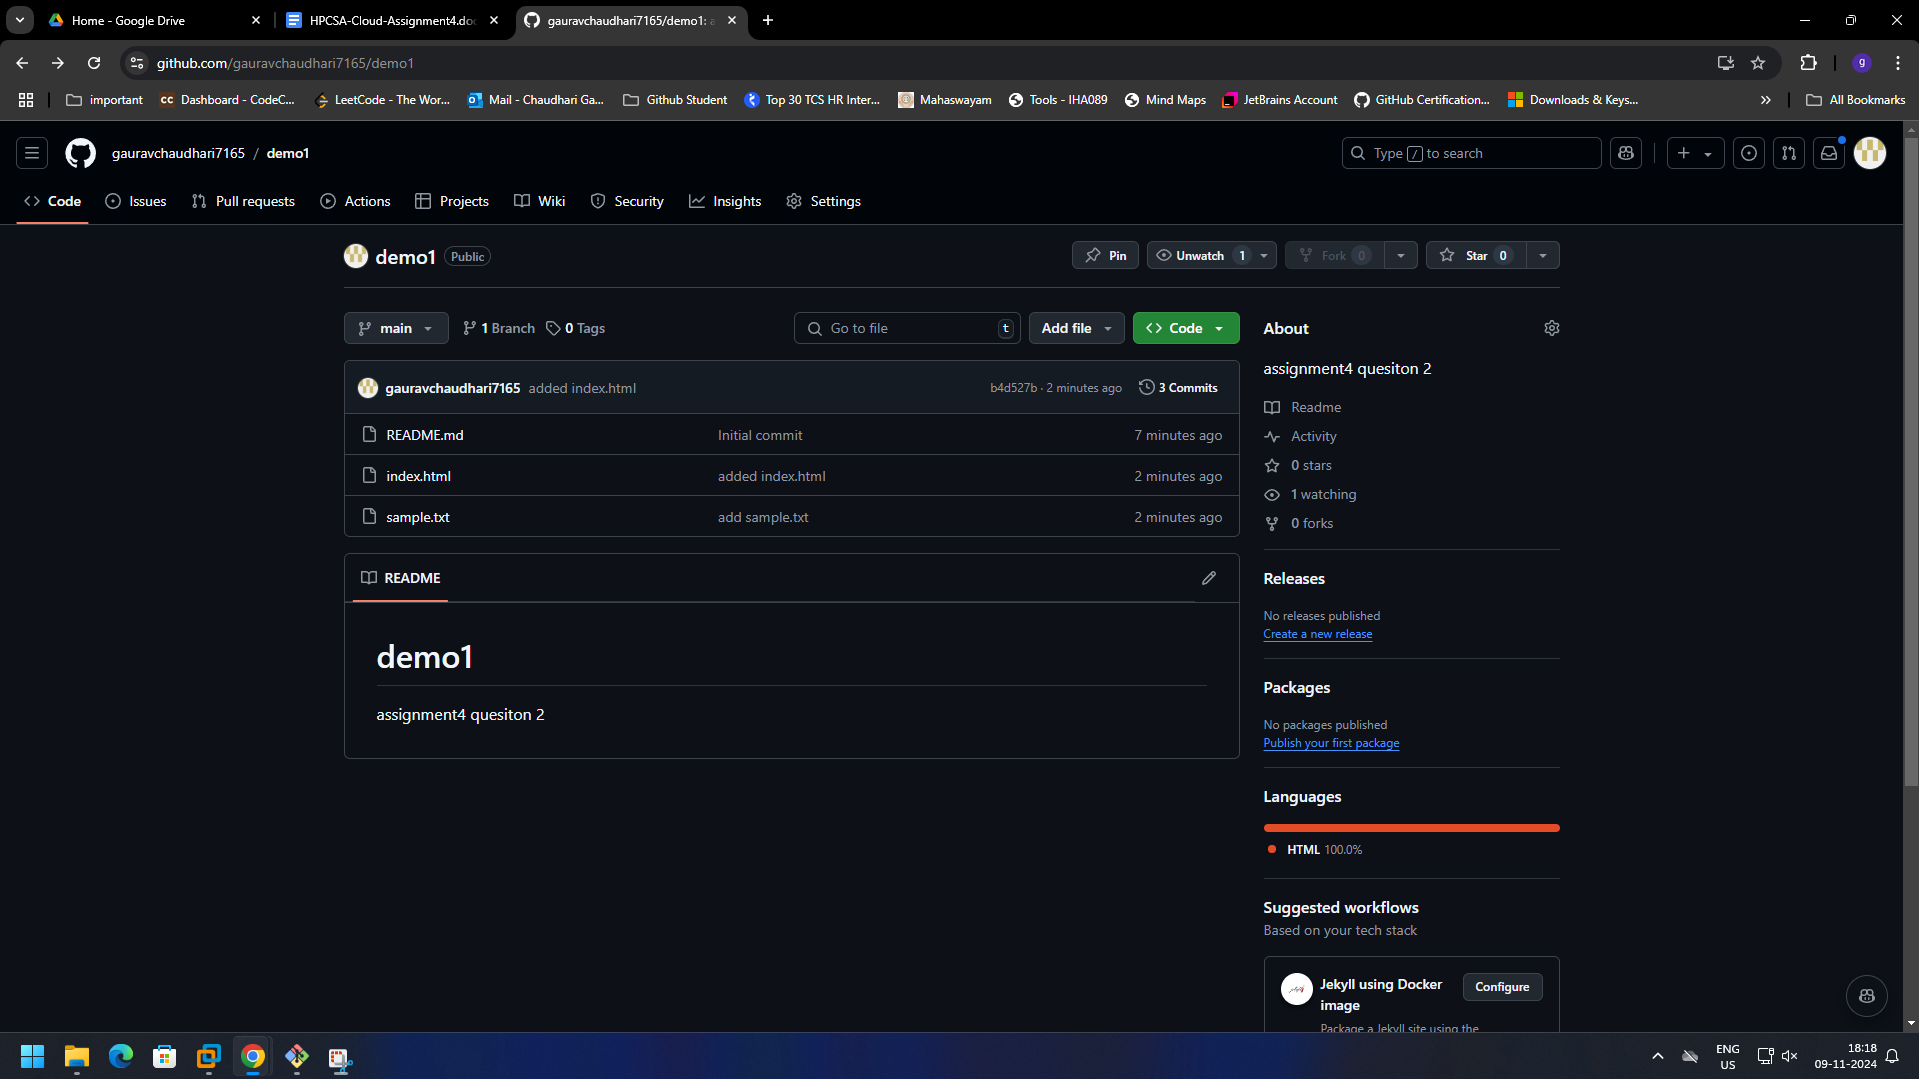 Home - Google Drive
HPCSA-Cloud-Assignment4.do
gauravchaudhari7165/demo1: a
github.com/gauravchaudhari7165/demo1
g
important
CC Dashboard - CodeC...
LeetCode - The Wor...
Mail - Chaudhari Ga...
Github Student
Top 30 TCS HR Inter...
Mahaswayam
Tools - IHA089
Mind Maps
JetBrains Account
GitHub Certification...
Downloads & Keys...
All Bookmarks
gauravchaudhari7165 / demo1
Type / to search
Code
Issues
Pull requests
Actions
Projects
Wiki
Security
Insights
Settings
demo1 Public
Pin
Unwatch 1
Fork 0
Star 0
main
1 Branch
0 Tags
Go to file t
Add file
Code
gauravchaudhari7165 added index.html b4d527b · 2 minutes ago 3 Commits
README.md Initial commit 7 minutes ago
index.html added index.html 2 minutes ago
sample.txt add sample.txt 2 minutes ago
README
demo1
assignment4 quesiton 2
About
assignment4 quesiton 2
Readme
Activity
0 stars
1 watching
0 forks
Releases
No releases published
Create a new release
Packages
No packages published
Publish your first package
Languages
HTML 100.0%
Suggested workflows
Based on your tech stack
Jekyll using Docker
image
Configure
Package a Jekyll site using the
ENG
US
18:18
09-11-2024